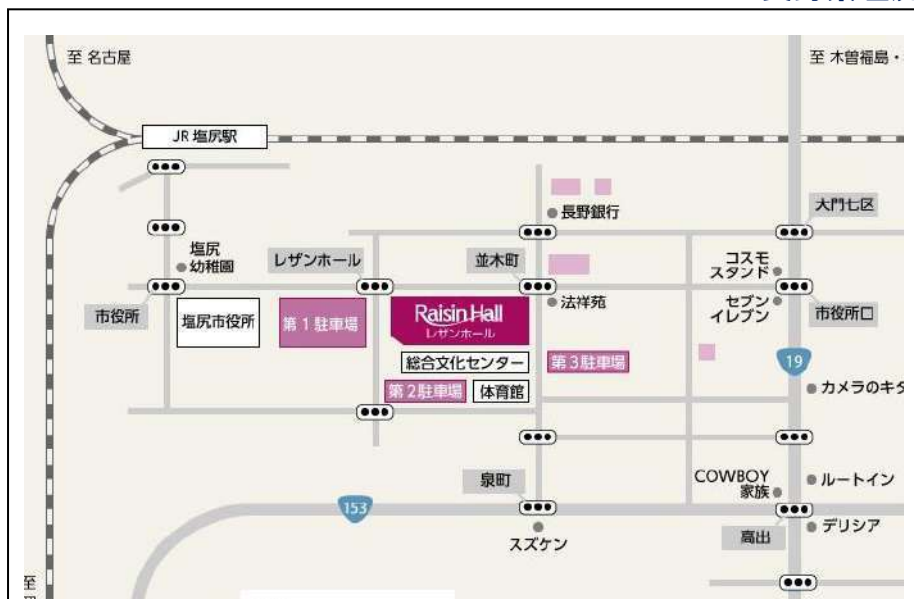 至 名古屋
至 木曽福島・
JR 塩尻駅
長野銀行
大門七区
塩尻
幼稚園
レザンホール
並木町
コスモ
スタンド
市役所
塩尻市役所
第1駐車場
Raisin Hall
レザンホール
法祥苑
セブン
イレブン
市役所口
総合文化センター
第3駐車場
19
第2駐車場
体育館
カメラのキタ
泉町
COWBOY
家族
ルートイン
153
スズケン
高出
デリシア
至